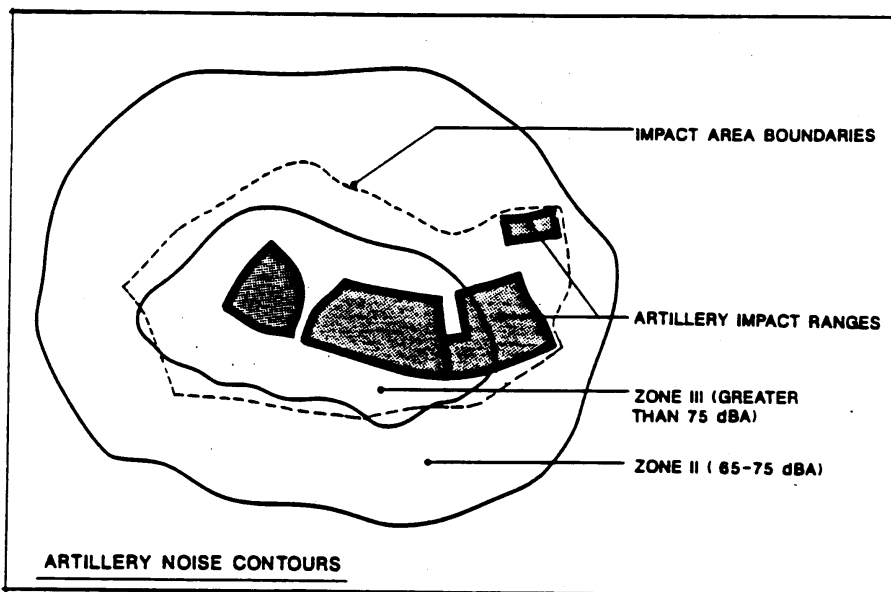 IMPACT AREA BOUNDARIES
ARTILLERY IMPACT RANGES
ZONE III (GREATER
THAN 75 dBA)
ZONE II ( 65-75 dBA)
ARTILLERY NOISE CONTOURS